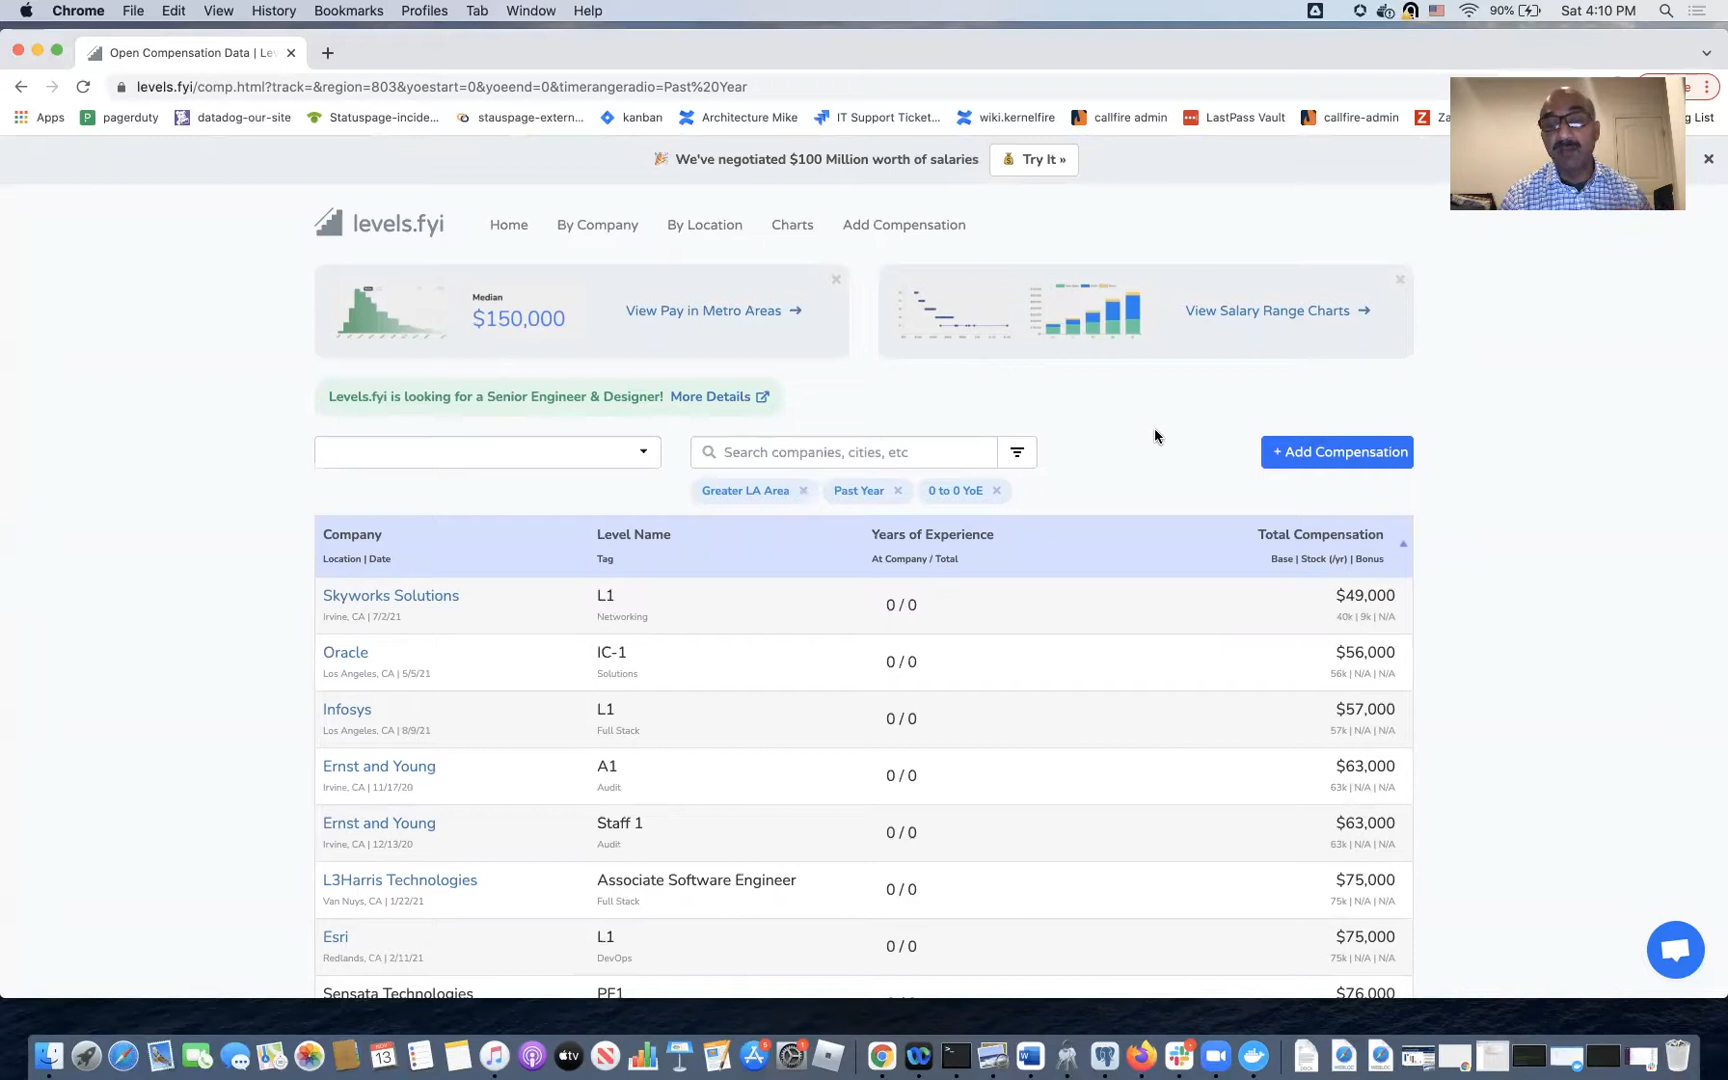 Chrome File Edit View History Bookmarks Profiles Tab Window Help 90% Sat 4:10 PM
Open Compensation Data | Lev
levels.fyi/comp.html?track=&region=803&yoestart=0&yoeend=0&timerangeradio=Past%20Year
Apps pagerduty datadog-our-site Statuspage-incide... stauspage-extern... kanban Architecture Mike IT Support Ticket... wiki.kernelfire callfire admin LastPass Vault callfire-admin Za List
We've negotiated $100 Million worth of salaries Try It »
levels.fyi Home By Company By Location Charts Add Compensation
Median
$150,000
View Pay in Metro Areas →
View Salary Range Charts →
Levels.fyi is looking for a Senior Engineer & Designer! More Details
Search companies, cities, etc
+ Add Compensation
Greater LA Area × Past Year × 0 to 0 YoE ×
Company Level Name Years of Experience Total Compensation
Location | Date Tag At Company / Total Base | Stock (/yr) | Bonus
Skyworks Solutions L1 0 / 0 $49,000
Irvine, CA | 7/2/21 Networking 40k | 9k | N/A
Oracle IC-1 0 / 0 $56,000
Los Angeles, CA | 5/5/21 Solutions 56k | N/A | N/A
Infosys L1 0 / 0 $57,000
Los Angeles, CA | 8/9/21 Full Stack 57k | N/A | N/A
Ernst and Young A1 0 / 0 $63,000
Irvine, CA | 11/17/20 Audit 63k | N/A | N/A
Ernst and Young Staff 1 0 / 0 $63,000
Irvine, CA | 12/13/20 Audit 63k | N/A | N/A
L3Harris Technologies Associate Software Engineer 0 / 0 $75,000
Van Nuys, CA | 1/22/21 Full Stack 75k | N/A | N/A
Esri L1 0 / 0 $75,000
Redlands, CA | 2/11/21 DevOps 75k | N/A | N/A
Sensata Technologies PF1 $76,000
NOV
13
tv